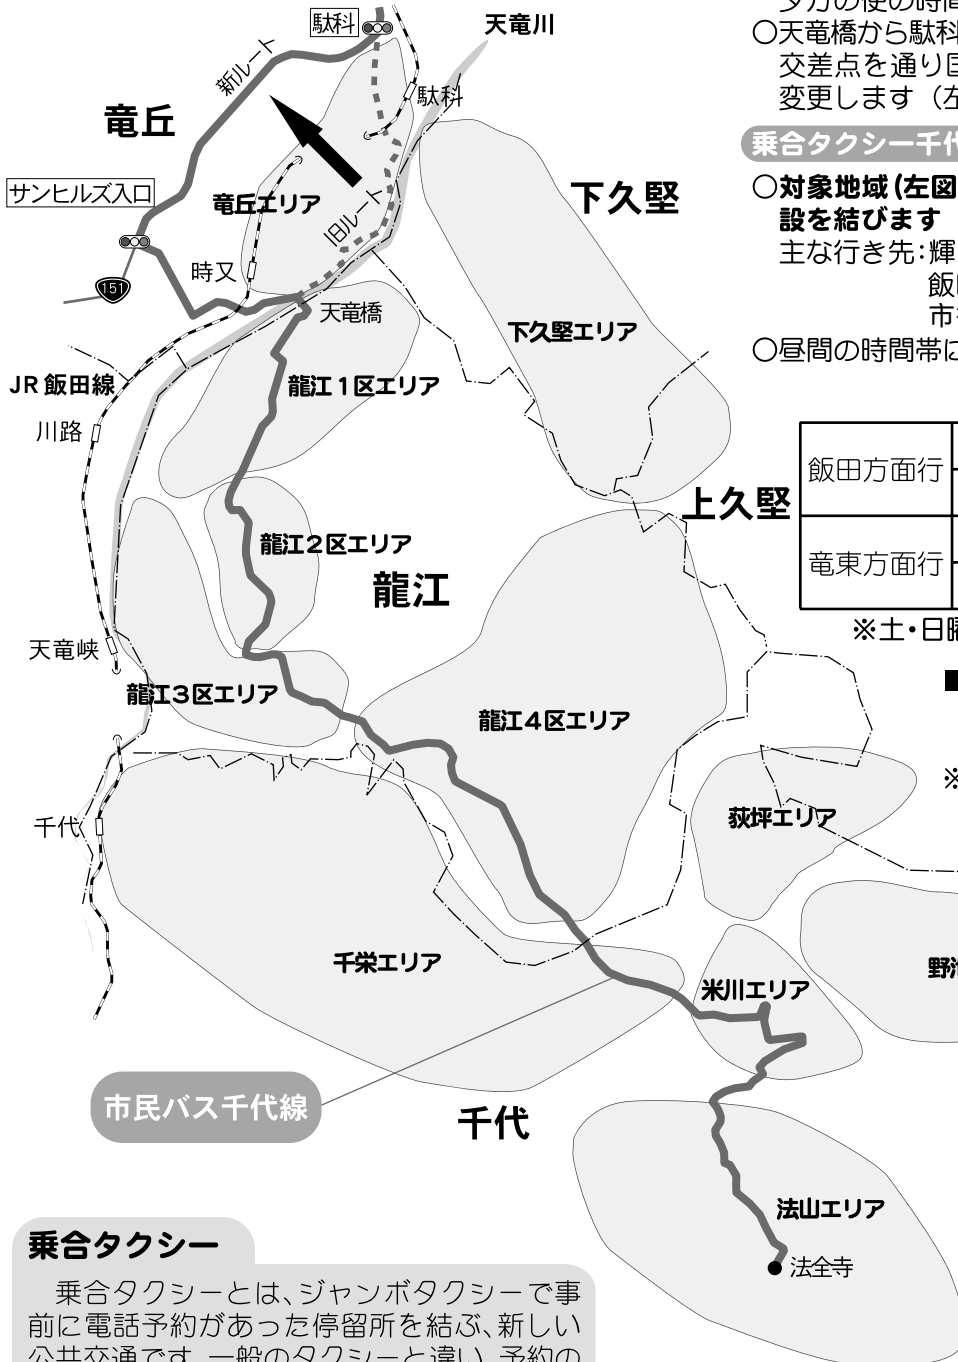 駄科
天竜川
新ルート
駄科
竜丘
サンヒルズ入口
竜丘エリア
旧ルート
下久堅
時又
151
天竜橋
下久堅エリア
JR飯田線
龍江1区エリア
川路
上久堅
龍江2区エリア
龍江
天竜峡
龍江3区エリア
龍江4区エリア
千代
荻坪エリア
千栄エリア
米川エリア
市民バス千代線
千代
法山エリア
法全寺
○天竜橋から駄科
交差点を通り
変更します
乗合タクシー千代
○対象地域(左図
設を結びます
主な行き先:輝
飯
市
○昼間の時間帯に
飯田方面行
竜東方面行
※土・日曜
※
乗合タクシー
乗合タクシーとは、ジャンボタクシーで事
前に電話予約があった停留所を結ぶ、新しい
公共交通です。一般のタクシーと違い、予約の